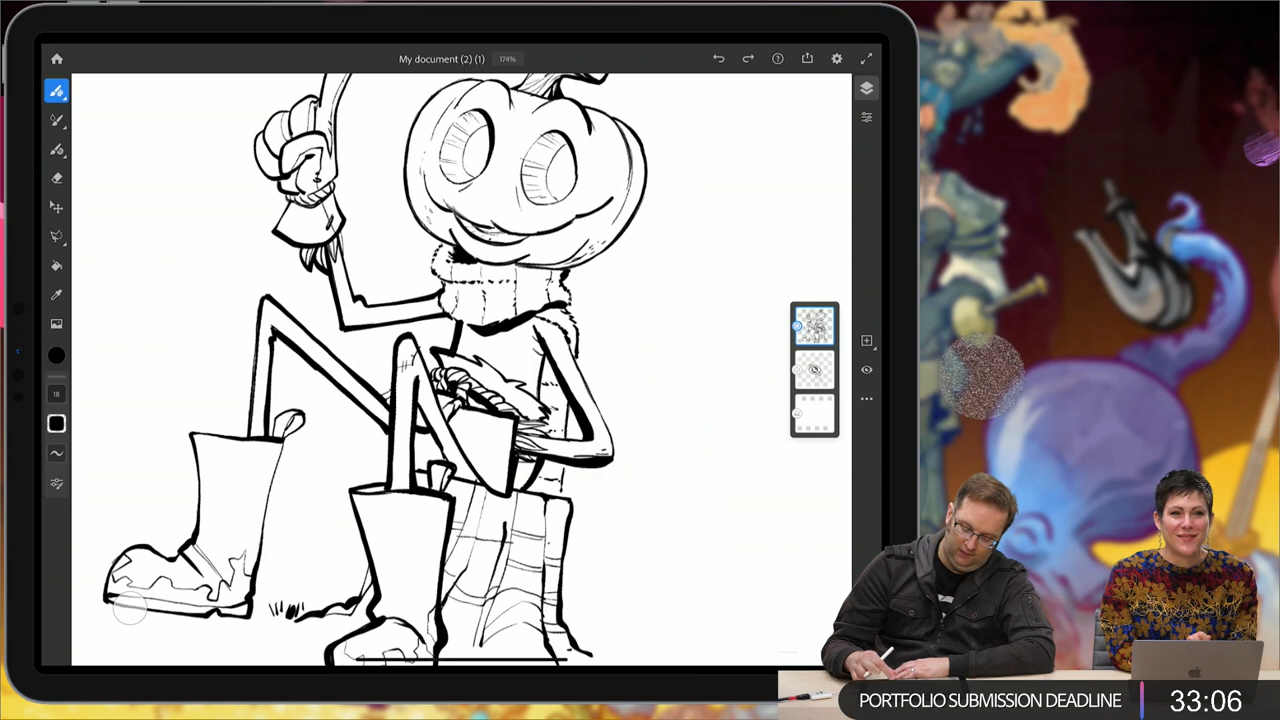 My document (2) (1) 174%
18
PORTFOLIO SUBMISSION DEADLINE 33:06